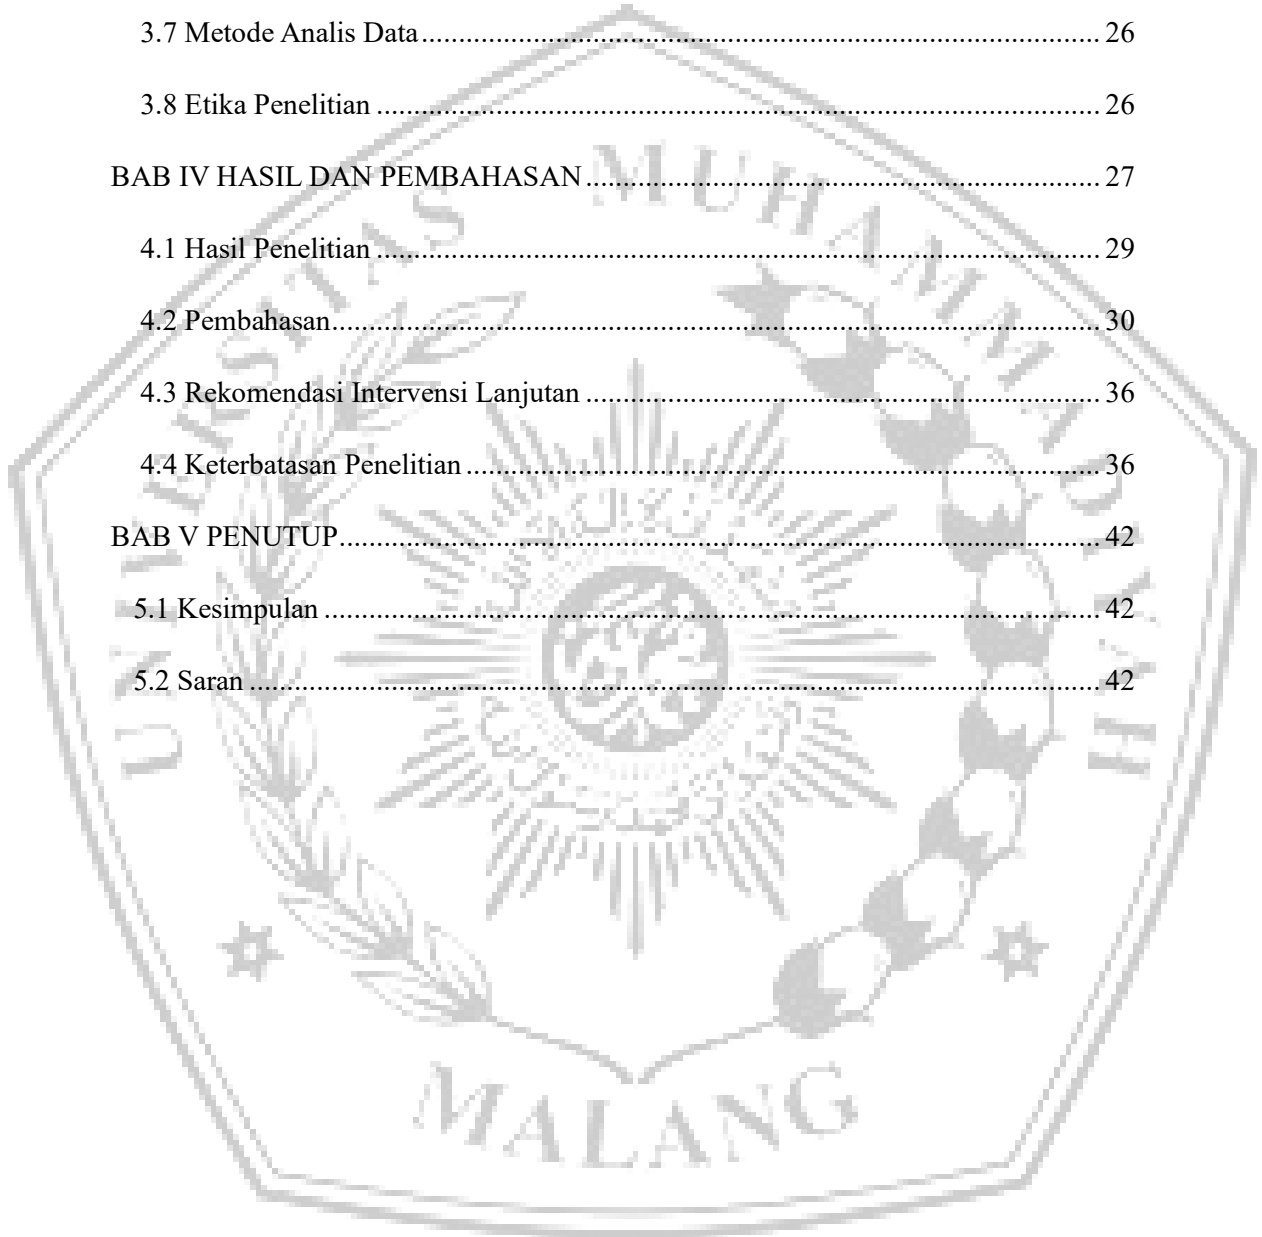 3.7 Metode Analis Data........................................................................................ 26
3.8 Etika Penelitian .............................................................................................. 26
BAB IV HASIL DAN PEMBAHASAN.................................................................. 27
4.1 Hasil Penelitian .............................................................................................. 29
4.2 Pembahasan.................................................................................................... 30
4.3 Rekomendasi Intervensi Lanjutan .................................................................. 36
4.4 Keterbatasan Penelitian .................................................................................. 36
BAB V PENUTUP.................................................................................................. 42
5.1 Kesimpulan .................................................................................................... 42
5.2 Saran .............................................................................................................. 42
UNIVERSITAS MUHAMMADIYAH
MALANG